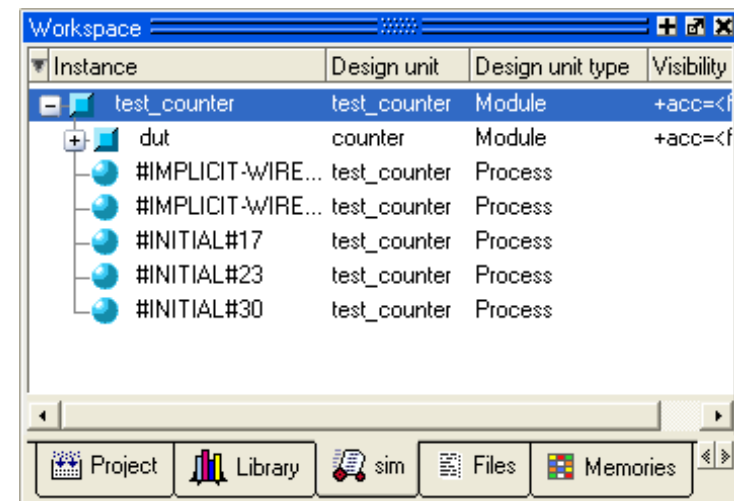 Workspace
Instance Design unit Design unit type Visibility
test_counter test_counter Module +acc=<f
dut counter Module +acc=<f
#IMPLICIT-WIRE... test_counter Process
#IMPLICIT-WIRE... test_counter Process
#INITIAL#17 test_counter Process
#INITIAL#23 test_counter Process
#INITIAL#30 test_counter Process
Project Library sim Files Memories